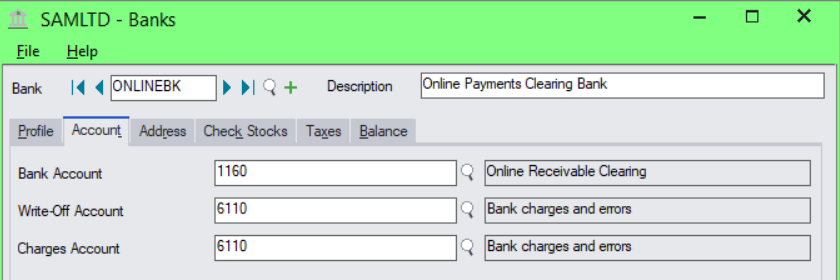 SAMLTD - Banks
File Help
Bank ONLINEBK Description Online Payments Clearing Bank
Profile Account Address Check Stocks Taxes Balance
Bank Account 1160 Online Receivable Clearing
Write-Off Account 6110 Bank charges and errors
Charges Account 6110 Bank charges and errors